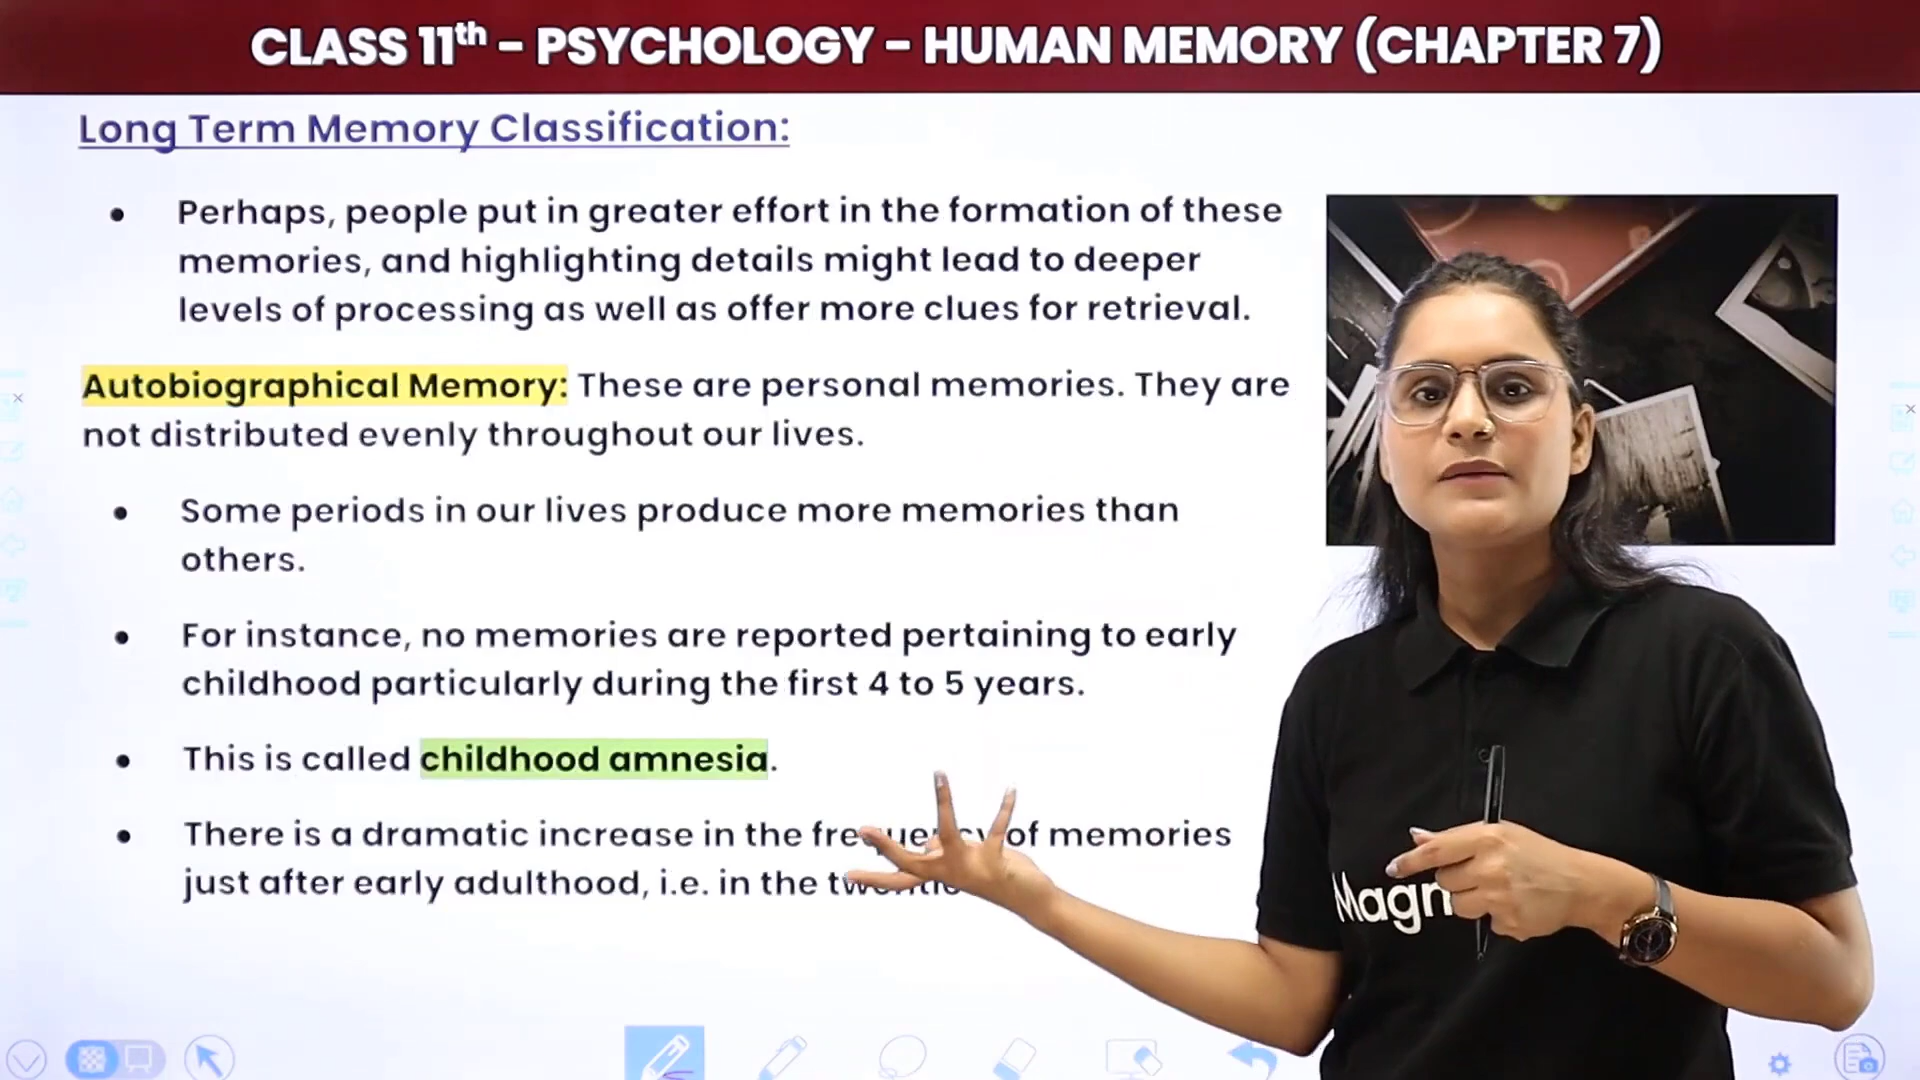 CLASS 11th - PSYCHOLOGY - HUMAN MEMORY (CHAPTER 7)
Long Term Memory Classification:
• Perhaps, people put in greater effort in the formation of these
memories, and highlighting details might lead to deeper
levels of processing as well as offer more clues for retrieval.
Autobiographical Memory: These are personal memories. They are
not distributed evenly throughout our lives.
• Some periods in our lives produce more memories than
others.
• For instance, no memories are reported pertaining to early
childhood particularly during the first 4 to 5 years.
• This is called childhood amnesia.
• There is a dramatic increase in the frequency of memories
just after early adulthood, i.e. in the
Magn